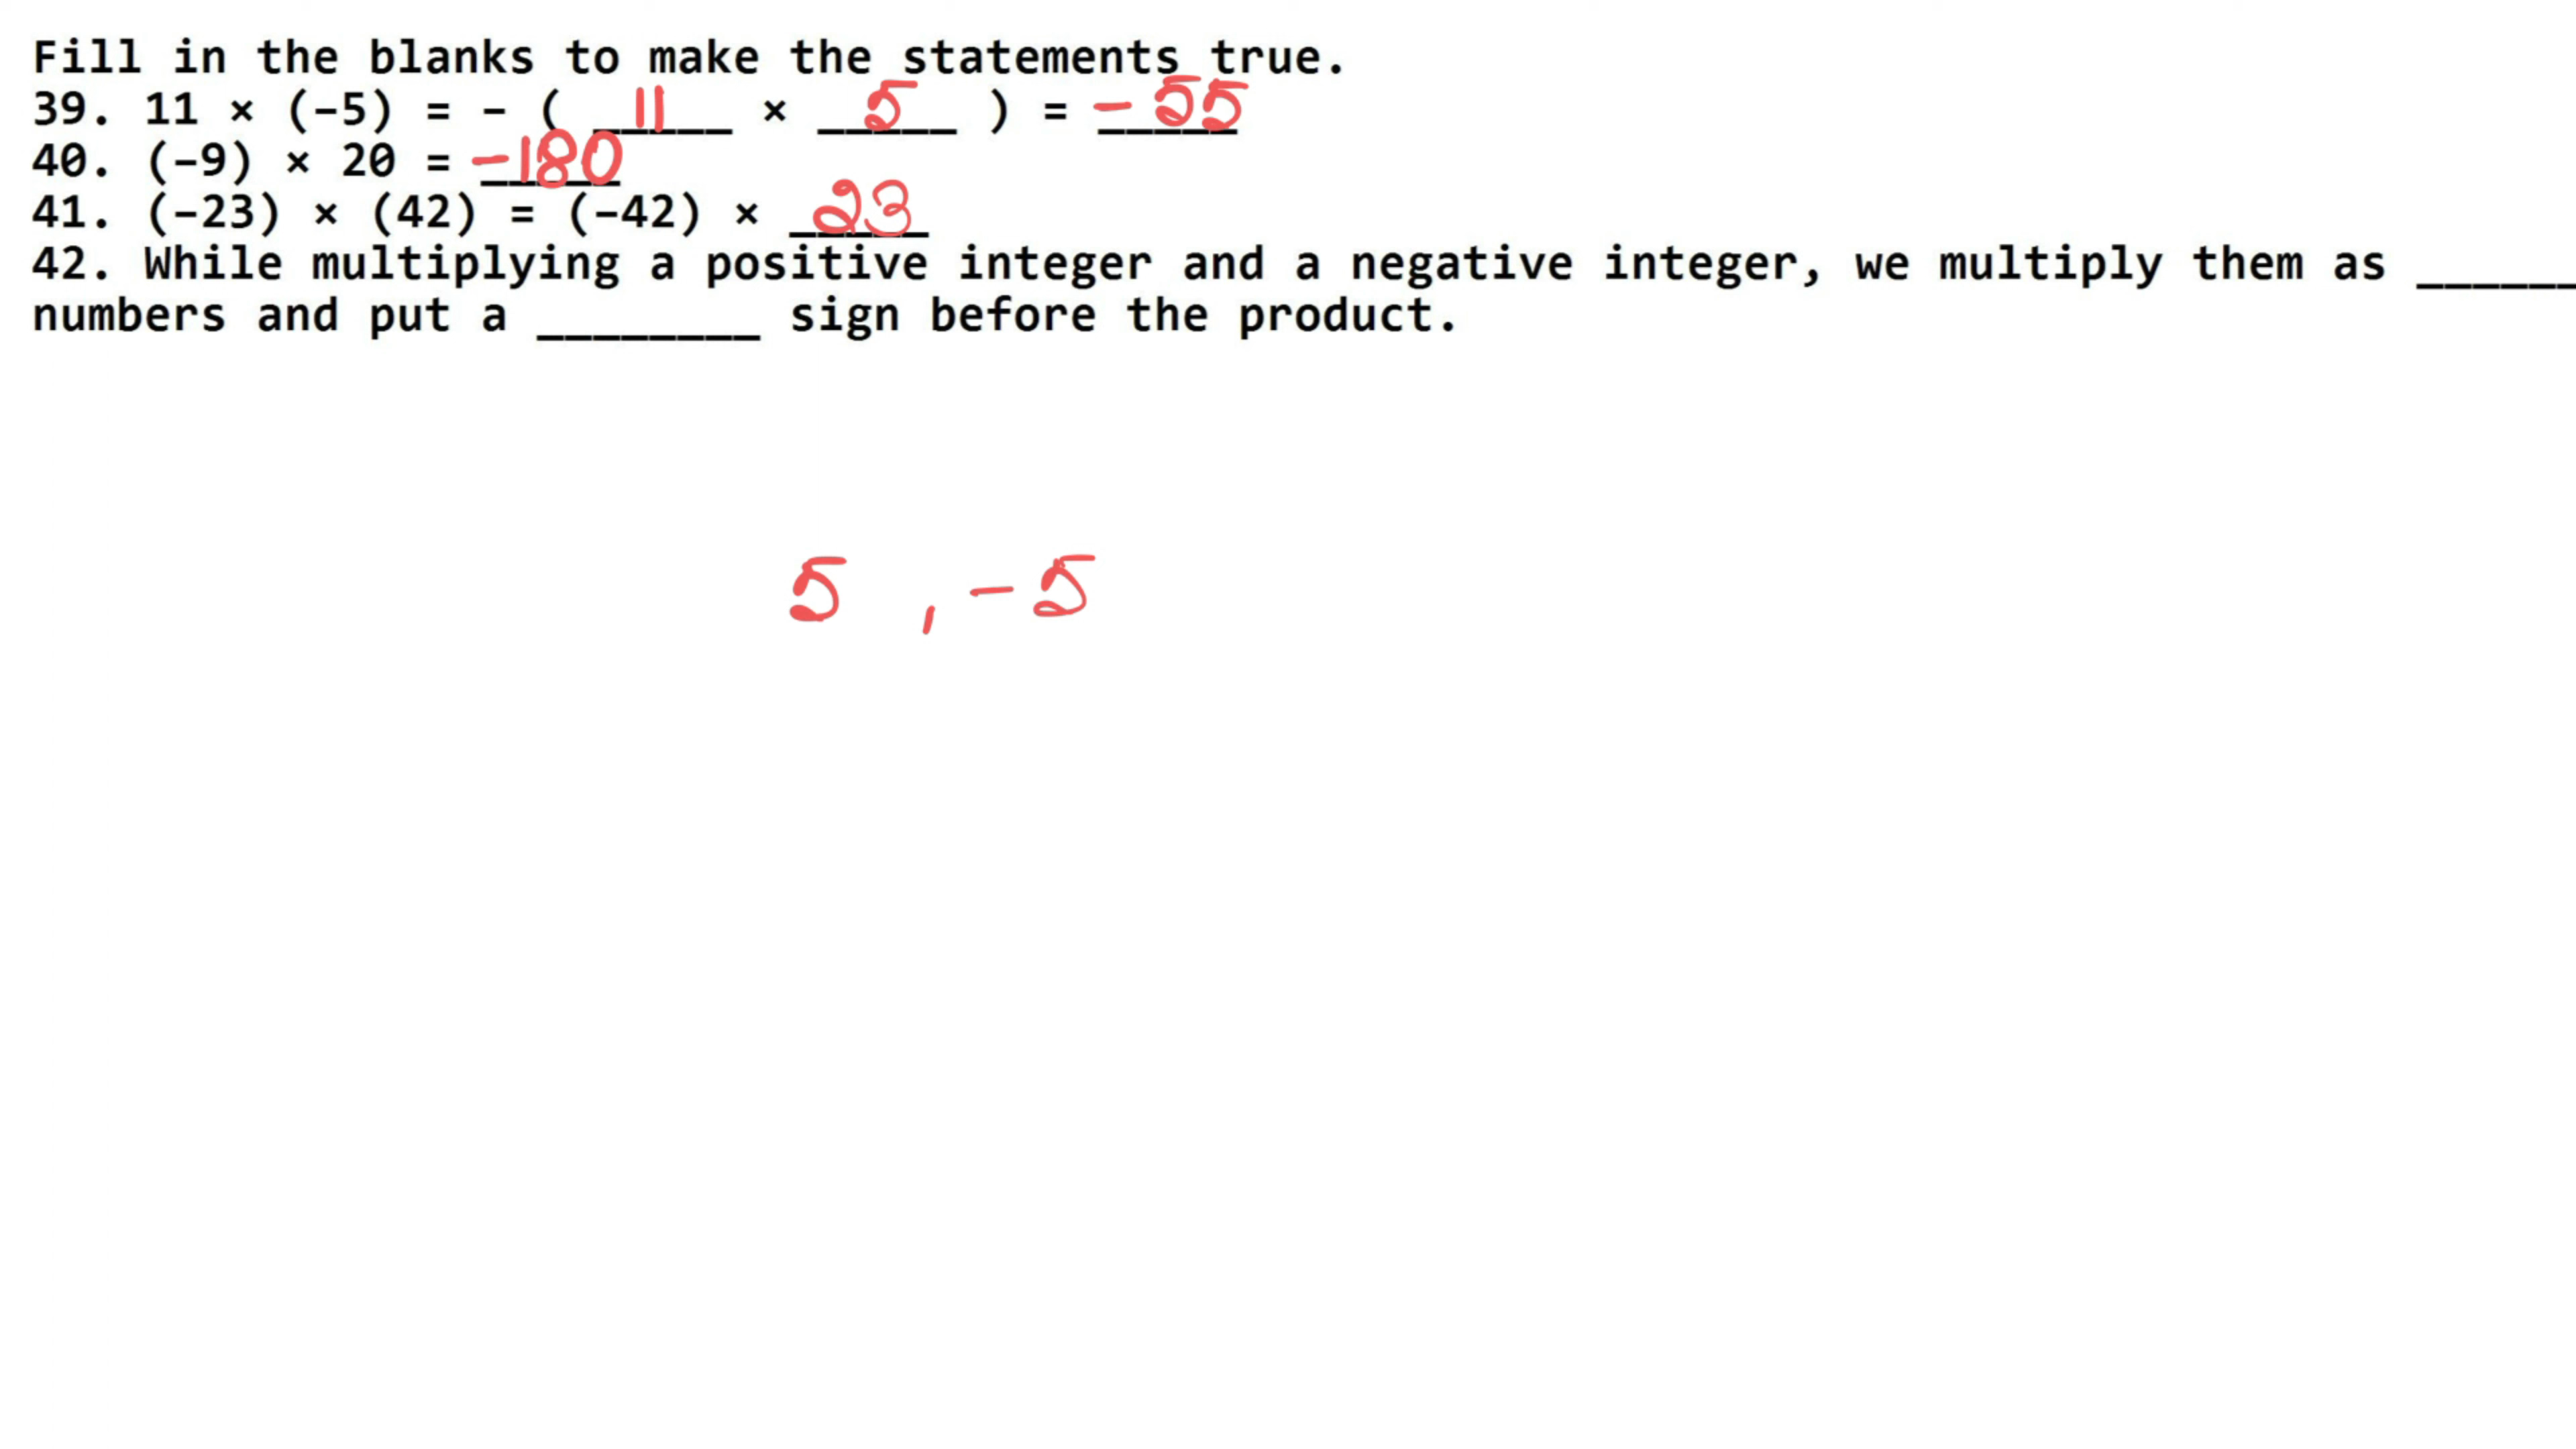 Fill in the blanks to make the statements true.
39. 11 × (-5) = - ( 11 × 5 ) = -55
40. (-9) × 20 = -180
41. (-23) × (42) = (-42) × 23
42. While multiplying a positive integer and a negative integer, we multiply them as ______
numbers and put a ________ sign before the product.
5 , -5